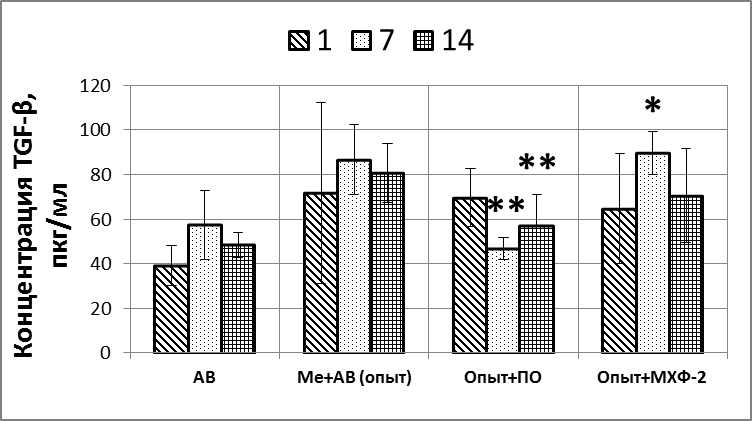 1 7 14
Концентрация TGF-β,
пкг/мл
120
100
80
60
40
20
0
*
**
**
АВ Ме+АВ (опыт) Опыт+ПО Опыт+МХФ-2